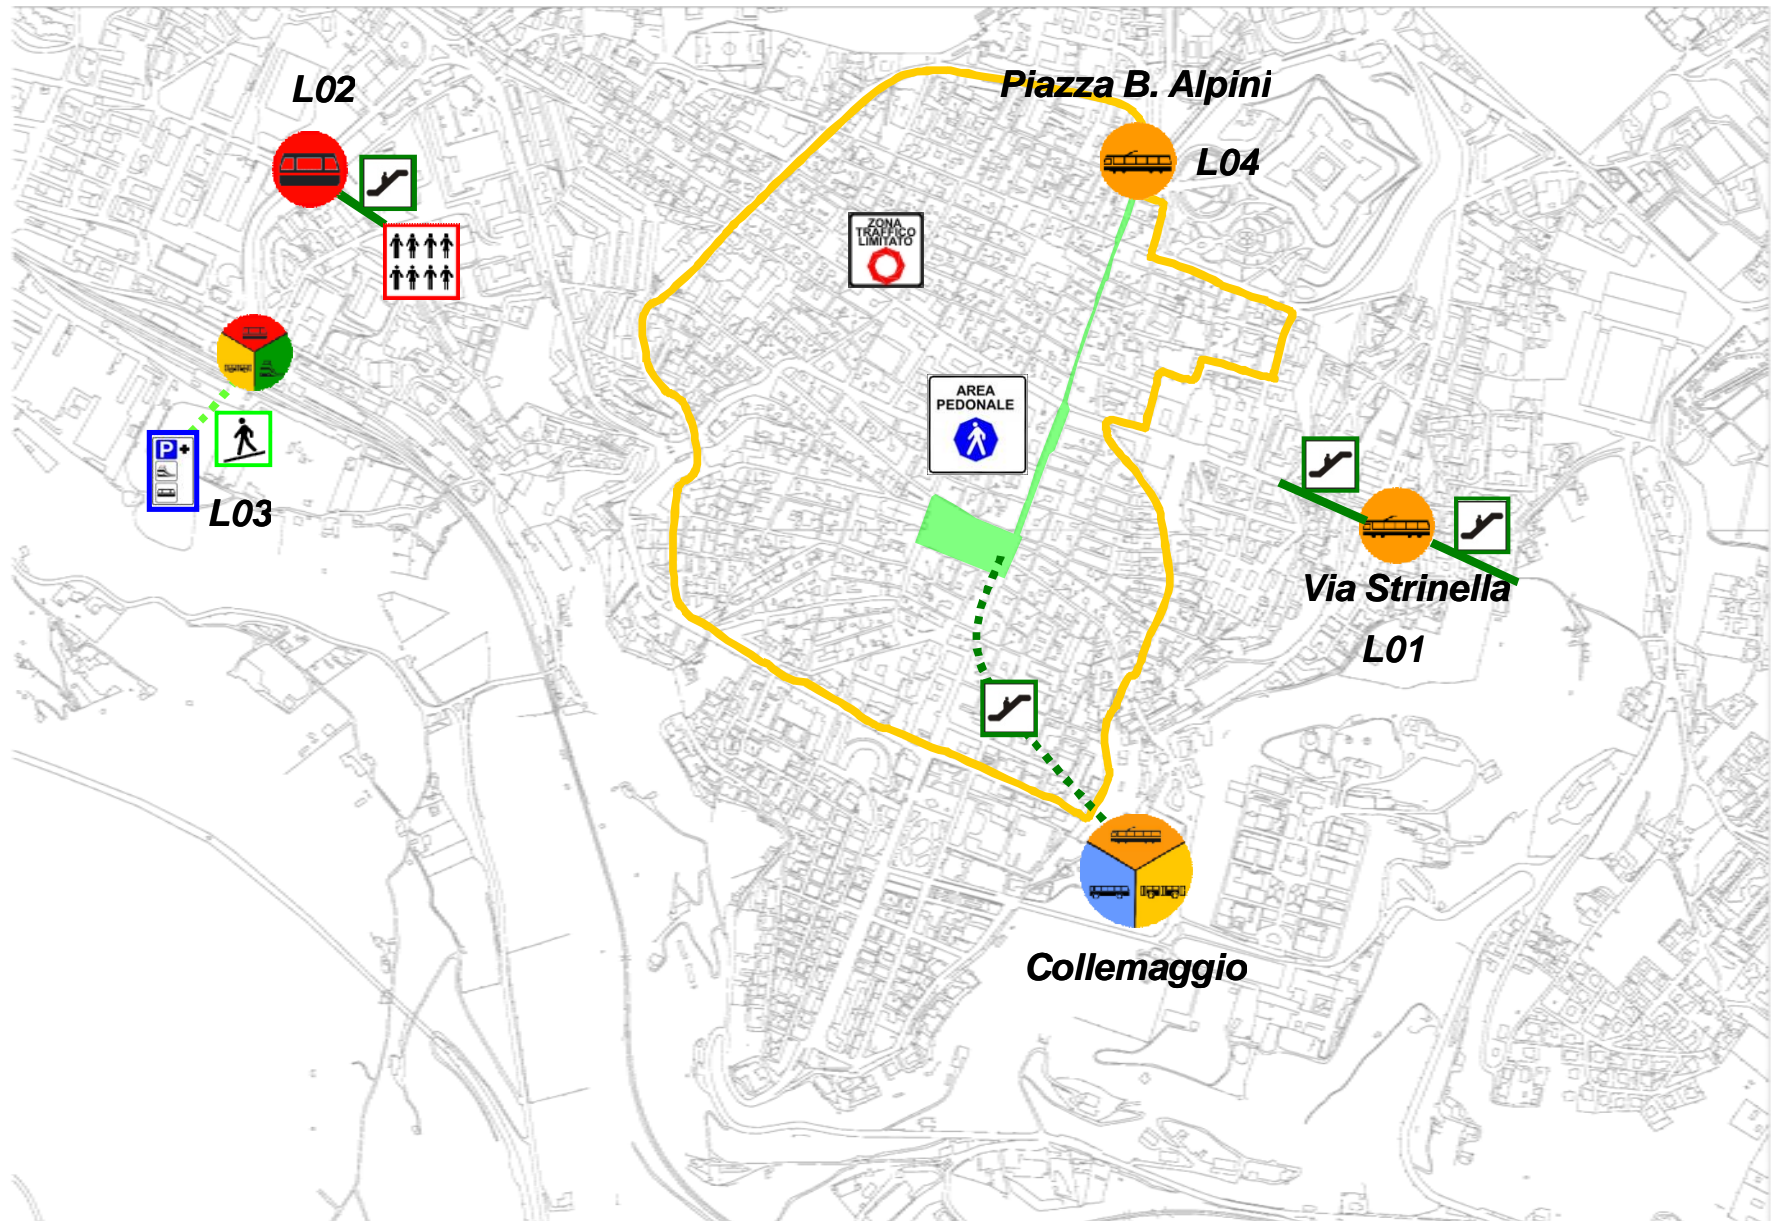 L02
Piazza B. Alpini
L04
ZONA
TRAFFICO
LIMITATO
AREA
PEDONALE
P+
L03
Via Strinella
L01
Collemaggio